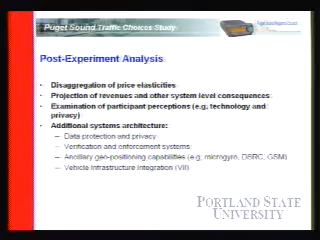 Puget Sound Traffic Choices Study
Post-Experiment Analysis
• Disaggregation of price elasticities
• Projection of revenues and other system level consequences
• Examination of participant perceptions (e.g, technology and
privacy)
• Additional systems architecture:
– Data protection and privacy
– Verification and enforcement systems
– Ancillary geo-positioning capabilities (e.g, microgyro, DSRC, GSM)
– Vehicle Infrastructure Integration (VII)
PORTLAND STATE
UNIVERSITY